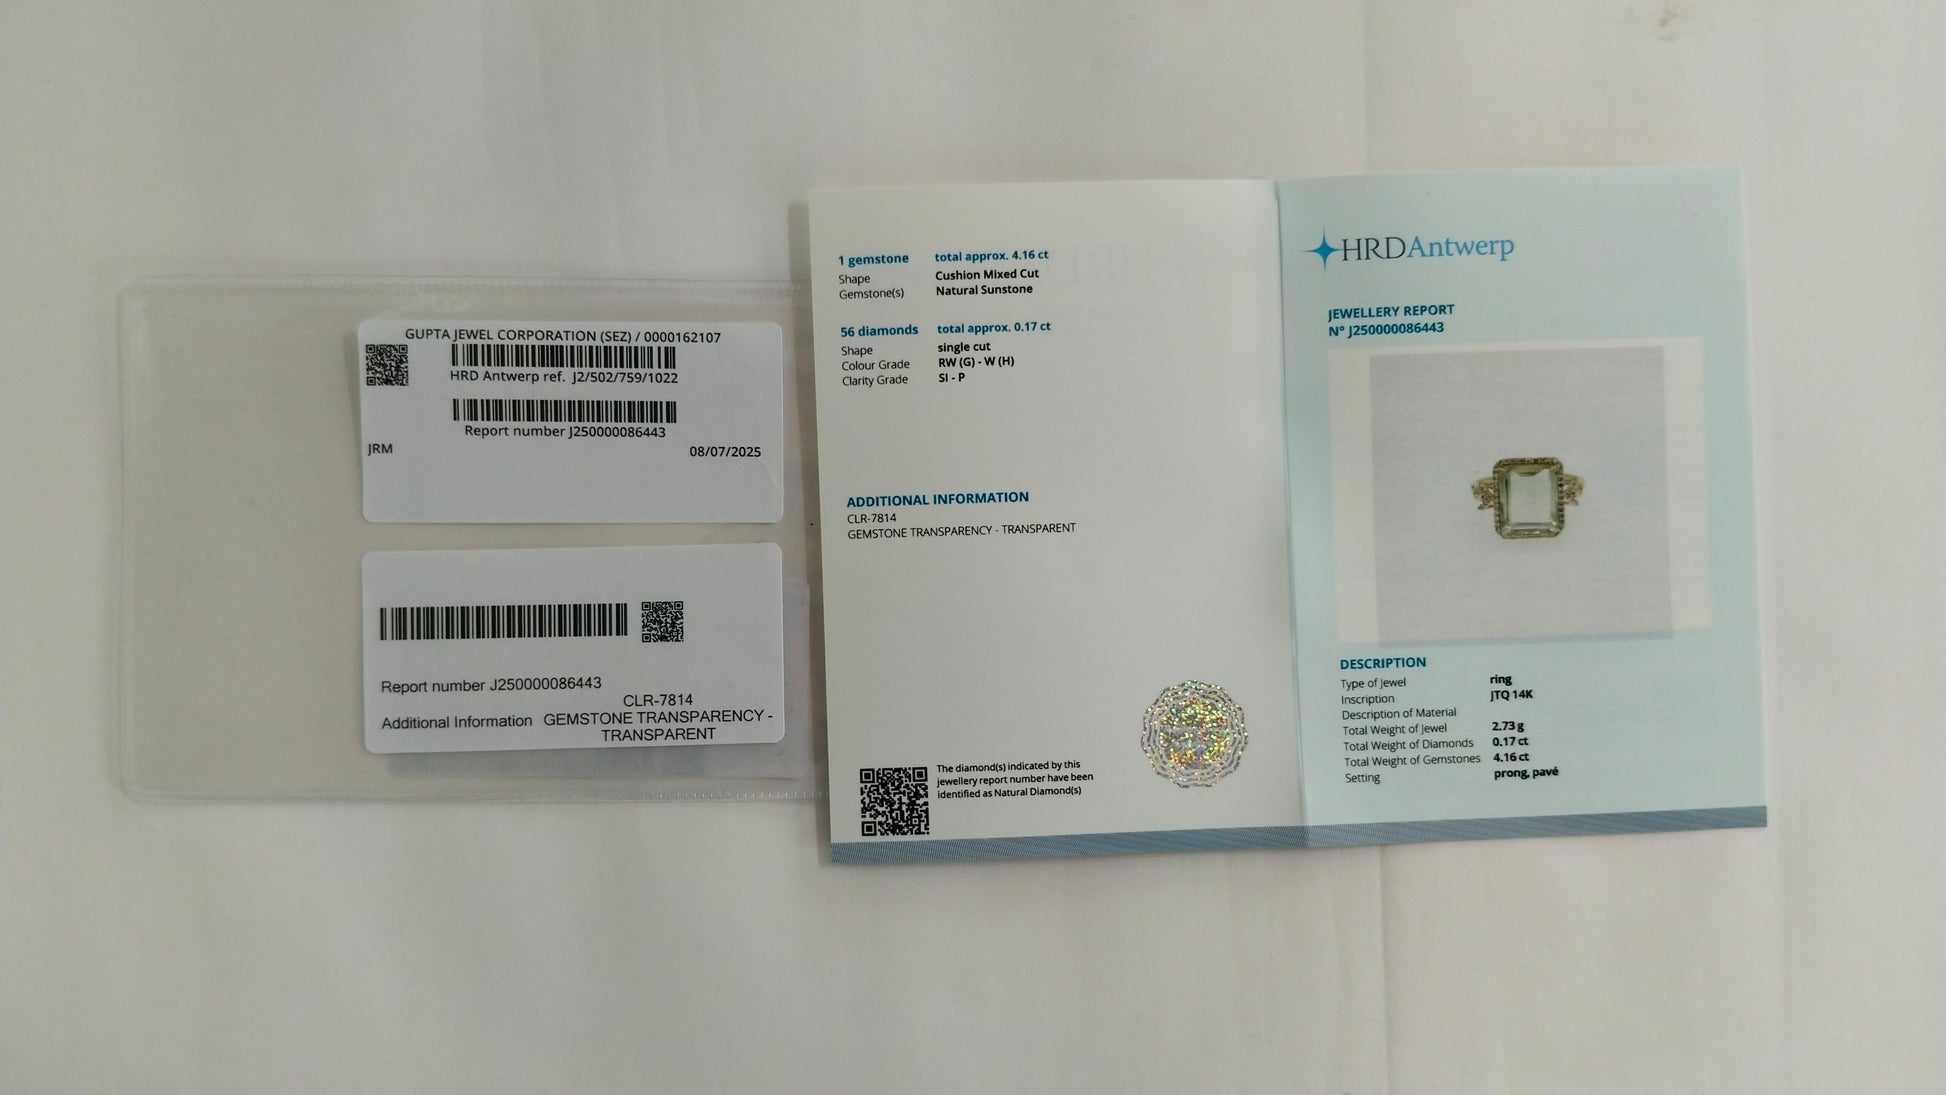 GUPTA JEWEL CORPORATION (SEZ) / 0000162107
HRD Antwerp ref. J2/502/759/1022
Report number J250000086443
JRM 08/07/2025
Report number J250000086443
CLR-7814
Additional Information GEMSTONE TRANSPARENCY -
TRANSPARENT
1 gemstone total approx. 4.16 ct
Shape Cushion Mixed Cut
Gemstone(s) Natural Sunstone
56 diamonds total approx. 0.17 ct
Shape single cut
Colour Grade RW (G) - W (H)
Clarity Grade SI - P
ADDITIONAL INFORMATION
CLR-7814
GEMSTONE TRANSPARENCY - TRANSPARENT
The diamond(s) indicated by this
jewellery report number have been
identified as Natural Diamond(s)
HRDAntwerp
JEWELLERY REPORT
N° J250000086443
DESCRIPTION
Type of Jewel ring
Inscription JTQ 14K
Description of Material
Total Weight of Jewel 2.73 g
Total Weight of Diamonds 0.17 ct
Total Weight of Gemstones 4.16 ct
Setting prong, pavé